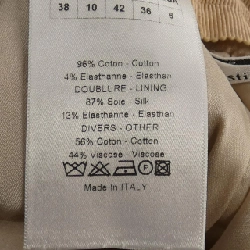 38 10 42 36 6
96% Coton - Cotton
4% Elasthanne - Elasthan
DOUBLURE - LINING
87% Soie - Silk
13% Elasthanne - Elasthan
DIVERS - OTHER
56% Coton - Cotton
44% Viscose - Viscose
Made In ITALY